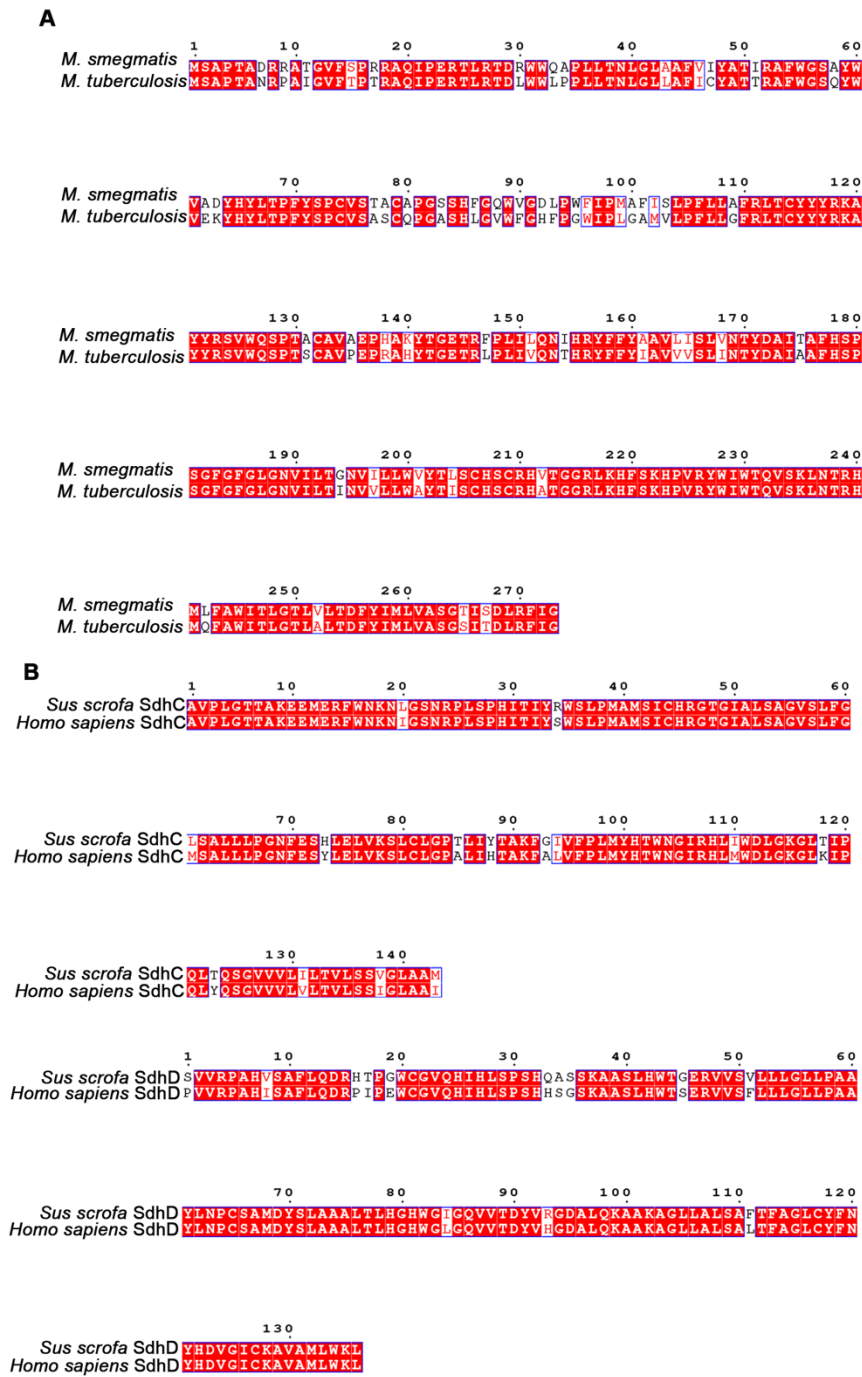 A
1 10 20 30 40 50 60
M. smegmatis MSAPTADRRATGVFSPRRAQIPERTLRTDRWWQAPLLTNLGLAAFVIYATIRAFWGSAYW
M. tuberculosis MSAPTANRPAIGVFTPTRAQIPERTLRTDLWWLPPLLTNLGLLAFICYATTRAFWGSQYW
70 80 90 100 110 120
M. smegmatis VADYHYLTPFYSPCVSTACAPGSSHFGQWVGDLPWFIPMAFISLPFLLAFRLTCYYYRKA
M. tuberculosis VEKYHYLTPFYSPCVSASCQPGASHLGVWFGHFPGWIPLGAMVLPFLLGFRLTCYYYRKA
130 140 150 160 170 180
M. smegmatis YYRSVWQSPTACAVAEPHAKYTGETRFPLILQNIHRYFFYAAVLISLVNTYDAITAFHSP
M. tuberculosis YYRSVWQSPTSCAVPEPRAHYTGETRLPLIVQNTHRYFFYIAVVVSLINTYDAIAAFHSP
190 200 210 220 230 240
M. smegmatis SGFGFGLGNVILTGNVILLWVYTLSCHSCRHVTGGRLKHFSKHPVRYWIWTQVSKLNTRH
M. tuberculosis SGFGFGLGNVILTINVVLLWAYTISCHSCRHATGGRLKHFSKHPVRYWIWTQVSKLNTRH
250 260 270
M. smegmatis MLFAWITLGTLVLTDFYIMLVASGTISDLRFIG
M. tuberculosis MQFAWITLGTLALTDFYIMLVASGSITDLRFIG
B
1 10 20 30 40 50 60
Sus scrofa SdhC AVPLGTTAKEEMERFWNKNLGSNRPLSPHITIYRWSLPMAMSICHRGTGIALSAGVSLFG
Homo sapiens SdhC AVPLGTTAKEEMERFWNKNIGSNRPLSPHITIYSWSLPMAMSICHRGTGIALSAGVSLFG
70 80 90 100 110 120
Sus scrofa SdhC LSALLLPGNFESHLELVKSLCLGPTLIYTAKFGIVFPLMYHTWNGIRHLIWDLGKGLTIP
Homo sapiens SdhC MSALLLPGNFESYLELVKSLCLGPALIHTAKFALVFPLMYHTWNGIRHLMWDLGKGLKIP
130 140
Sus scrofa SdhC QLTQSGVVVLILTVLSSVGLAAM
Homo sapiens SdhC QLYQSGVVVLVLTVLSSIGLAAI
1 10 20 30 40 50 60
Sus scrofa SdhD SVVRPAHVSAFLQDRHTPGWCGVQHIHLSPSHQASSKAASLHWTGERVVSVLLLGLLPAA
Homo sapiens SdhD PVVRPAHISAFLQDRPIPEWCGVQHIHLSPSHHSGSKAASLHWTSERVVSFLLLGLLPAA
70 80 90 100 110 120
Sus scrofa SdhD YLNPCSAMDYSLAAALTLHGHWGIGQVVTDYVRGDALQKAAKAGLLALSAFTFAGLCYFN
Homo sapiens SdhD YLNPCSAMDYSLAAALTLHGHWGLGQVVTDYVHGDALQKAAKAGLLALSALTFAGLCYFN
130
Sus scrofa SdhD YHDVGICKAVAMLWKL
Homo sapiens SdhD YHDVGICKAVAMLWKL